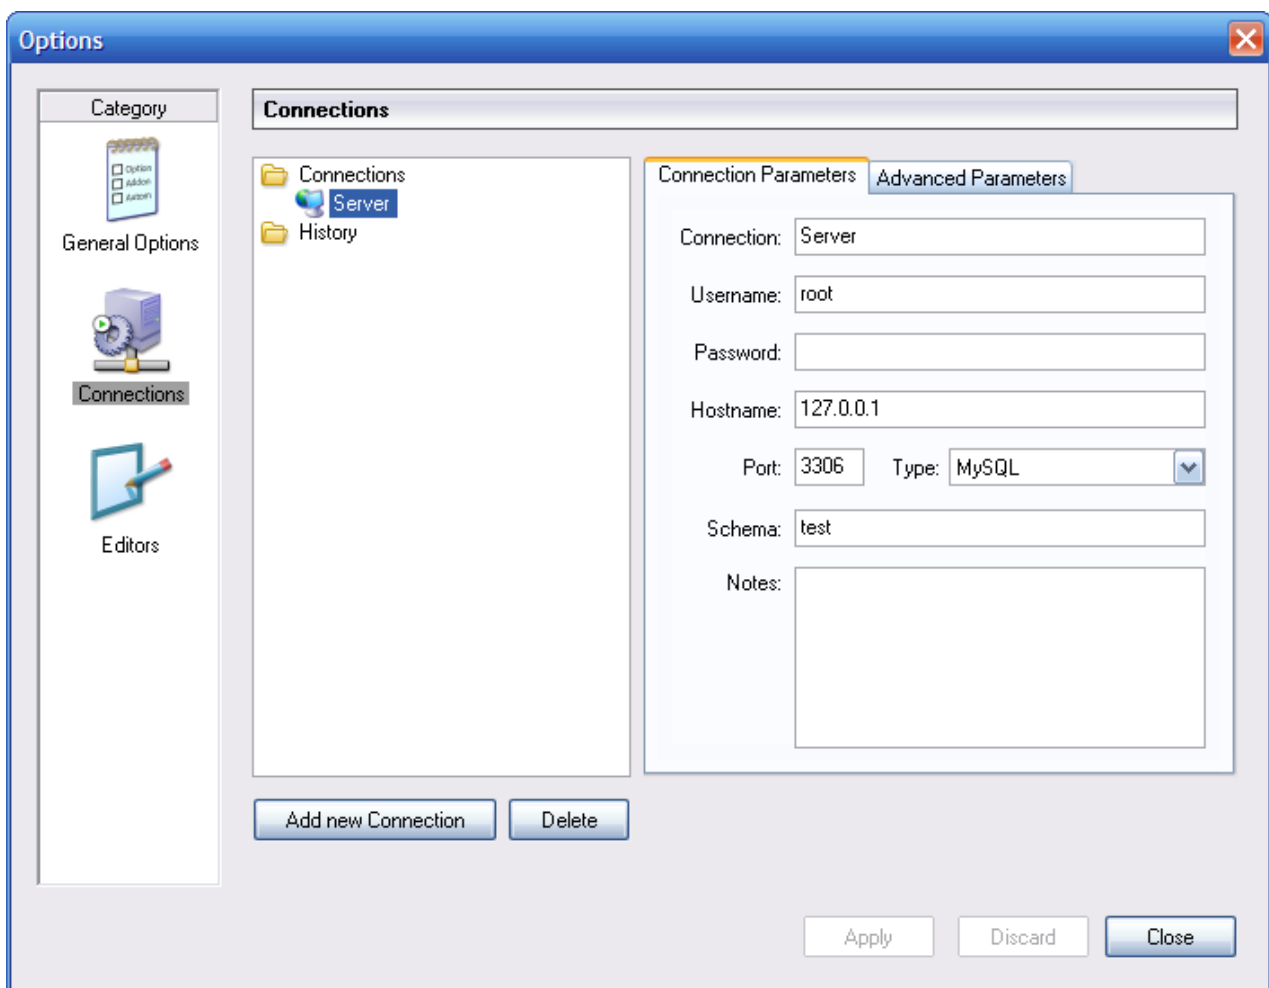 Options
Category
Option
Addon
General Options
Connections
Editors
Connections
Connections
Server
History
Add new Connection
Delete
Connection Parameters
Advanced Parameters
Connection: Server
Username: root
Password:
Hostname: 127.0.0.1
Port: 3306 Type: MySQL
Schema: test
Notes:
Apply
Discard
Close